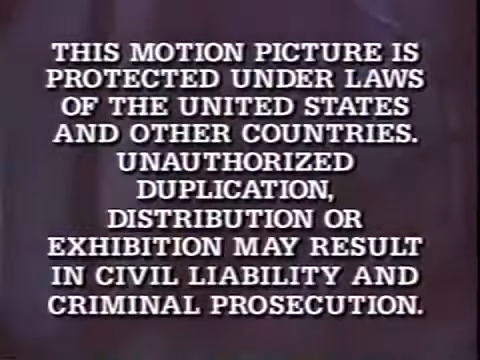 THIS MOTION PICTURE IS
PROTECTED UNDER LAWS
OF THE UNITED STATES
AND OTHER COUNTRIES.
UNAUTHORIZED
DUPLICATION,
DISTRIBUTION OR
EXHIBITION MAY RESULT
IN CIVIL LIABILITY AND
CRIMINAL PROSECUTION.